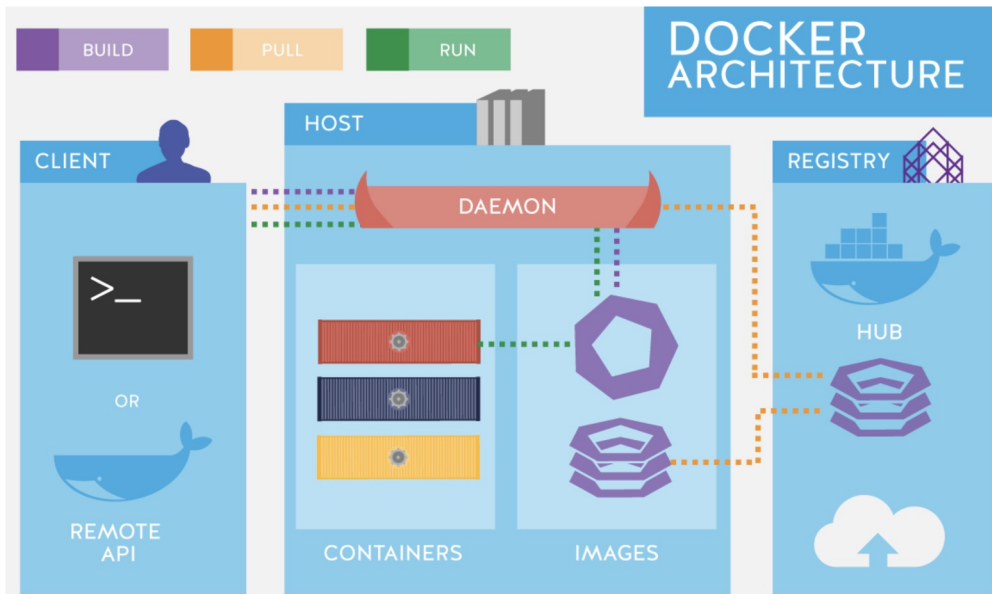 BUILD
PULL
RUN
DOCKER
ARCHITECTURE
CLIENT
>_
OR
REMOTE
API
HOST
DAEMON
CONTAINERS
IMAGES
REGISTRY
HUB